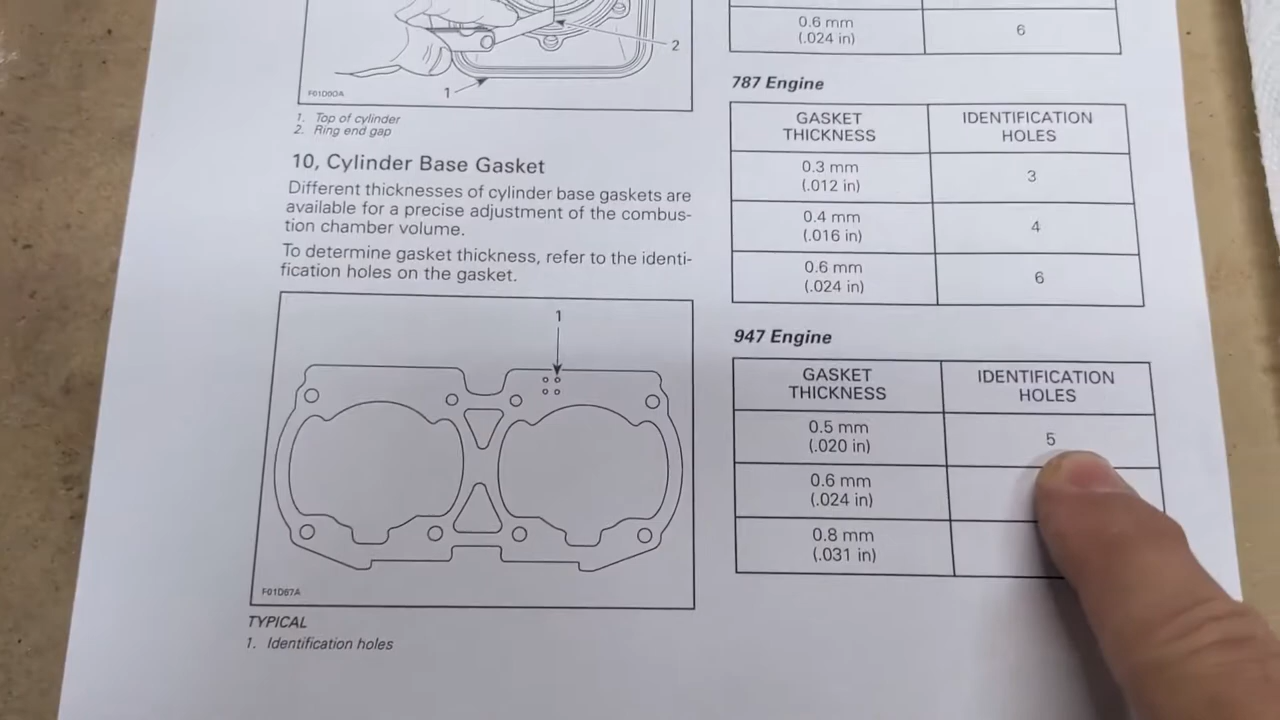 2
1
F01D0OA
1. Top of cylinder
2. Ring end gap
10, Cylinder Base Gasket
Different thicknesses of cylinder base gaskets are
available for a precise adjustment of the combus-
tion chamber volume.
To determine gasket thickness, refer to the identi-
fication holes on the gasket.
1
F01D67A
TYPICAL
1. Identification holes
0.6 mm
(.024 in)
6
787 Engine
GASKET
THICKNESS
IDENTIFICATION
HOLES
0.3 mm
(.012 in)
3
0.4 mm
(.016 in)
4
0.6 mm
(.024 in)
6
947 Engine
GASKET
THICKNESS
IDENTIFICATION
HOLES
0.5 mm
(.020 in)
5
0.6 mm
(.024 in)
0.8 mm
(.031 in)